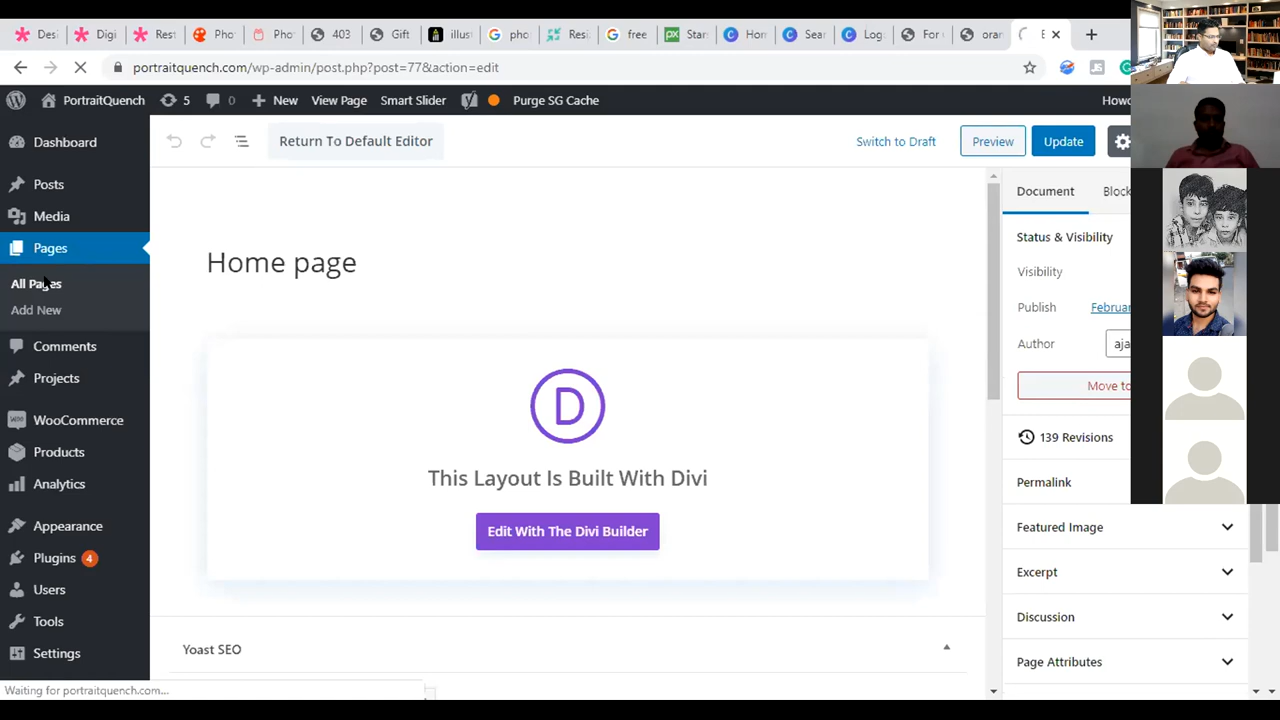 Desi
Digi
Rest
Pho
Pho
403
Gift
illus
pho
Resi
free
Stan
Hom
Sear
Log
For u
oran
E
portraitquench.com/wp-admin/post.php?post=77&action=edit
PortraitQuench
5
0
New
View Page
Smart Slider
Purge SG Cache
Howd
Dashboard
Posts
Media
Pages
All Pages
Add New
Comments
Projects
WooCommerce
Products
Analytics
Appearance
Plugins 4
Users
Tools
Settings
Waiting for portraitquench.com...
Return To Default Editor
Switch to Draft
Preview
Update
Home page
D
This Layout Is Built With Divi
Edit With The Divi Builder
Yoast SEO
Document
Block
Status & Visibility
Visibility
Publish
Februar
Author
aja
Move to
139 Revisions
Permalink
Featured Image
Excerpt
Discussion
Page Attributes